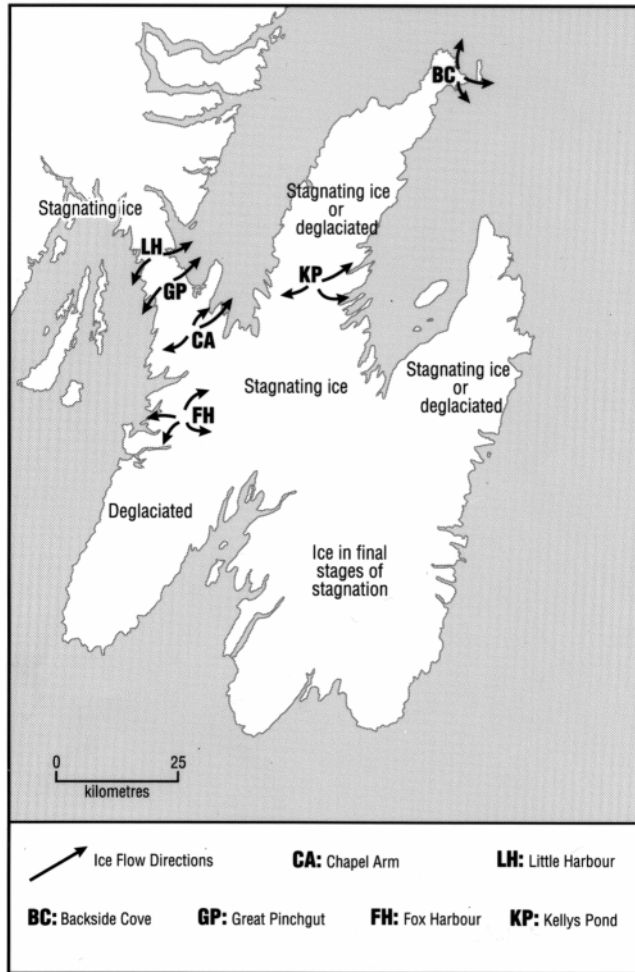 BC
Stagnating ice
or
deglaciated
Stagnating ice
LH
KP
GP
CA
Stagnating ice
or
deglaciated
Stagnating ice
FH
Deglaciated
Ice in final
stages of
stagnation
0 25
kilometres
Ice Flow Directions CA: Chapel Arm LH: Little Harbour
BC: Backside Cove GP: Great Pinchgut FH: Fox Harbour KP: Kellys Pond